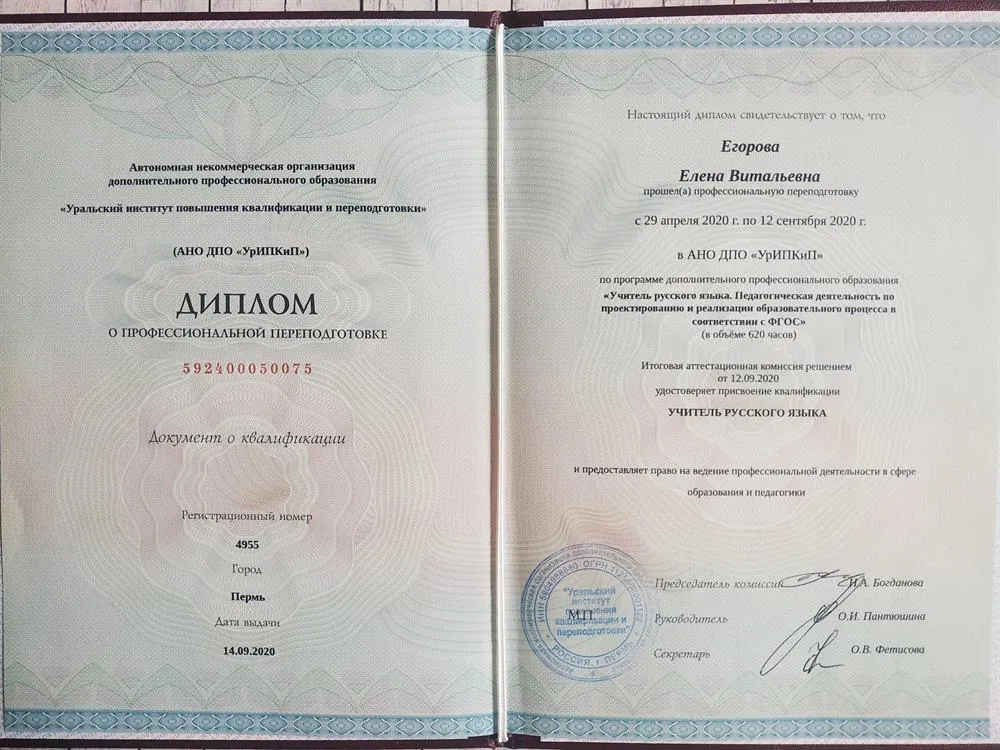 Автономная некоммерческая организация
дополнительного профессионального образования
«Уральский институт повышения квалификации и переподготовки»
(АНО ДПО «УрИПКиП»)
ДИПЛОМ
О ПРОФЕССИОНАЛЬНОЙ ПЕРЕПОДГОТОВКЕ
592400050075
Документ о квалификации
Регистрационный номер
4955
Город
Пермь
Дата выдачи
14.09.2020
Настоящий диплом свидетельствует о том, что
Егорова
Елена Витальевна
прошел(а) профессиональную переподготовку
с 29 апреля 2020 г. по 12 сентября 2020 г.
в АНО ДПО «УрИПКиП»
по программе дополнительного профессионального образования
«Учитель русского языка. Педагогическая деятельность по
проектированию и реализации образовательного процесса в
соответствии с ФГОС»
(в объёме 620 часов)
Итоговая аттестационная комиссия решением
от 12.09.2020
удостоверяет присвоение квалификации
УЧИТЕЛЬ РУССКОГО ЯЗЫКА
и предоставляет право на ведение профессиональной деятельности в сфере
образования и педагогики
Председатель комиссии И.А. Богданова
Руководитель О.И. Пантюшина
Секретарь О.В. Фетисова
М.П.
"Уральский
институт
повышения
квалификации и
переподготовки"
РОССИЯ, г. ПЕРМЬ